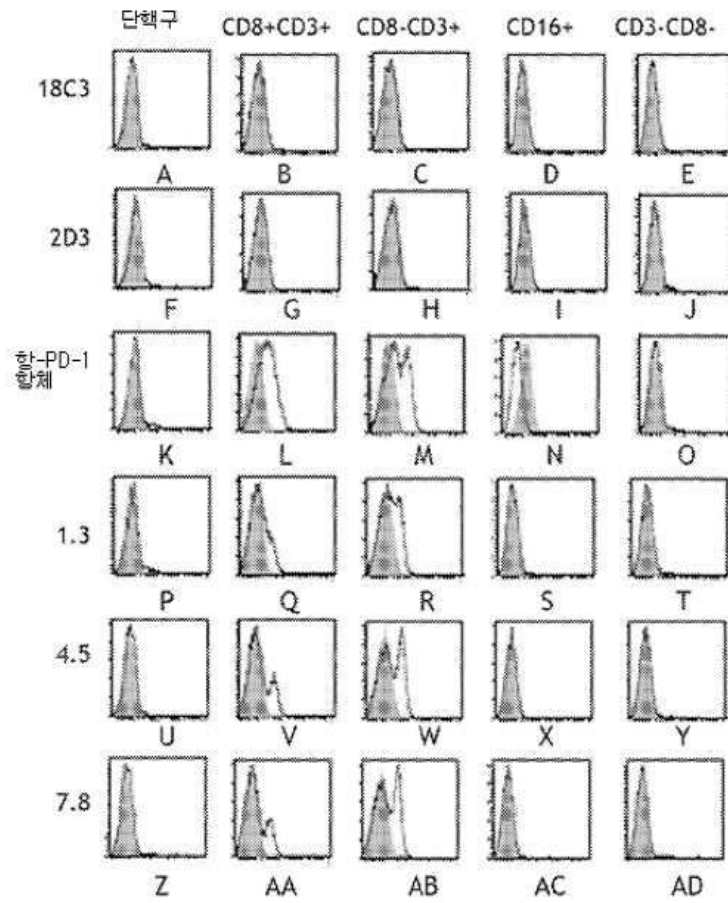 단핵구 CD8+CD3+ CD8-CD3+ CD16+ CD3-CD8-
18C3
A B C D E
2D3
F G H I J
항-PD-1
항체
K L M N O
1.3
P Q R S T
4.5
U V W X Y
7.8
Z AA AB AC AD